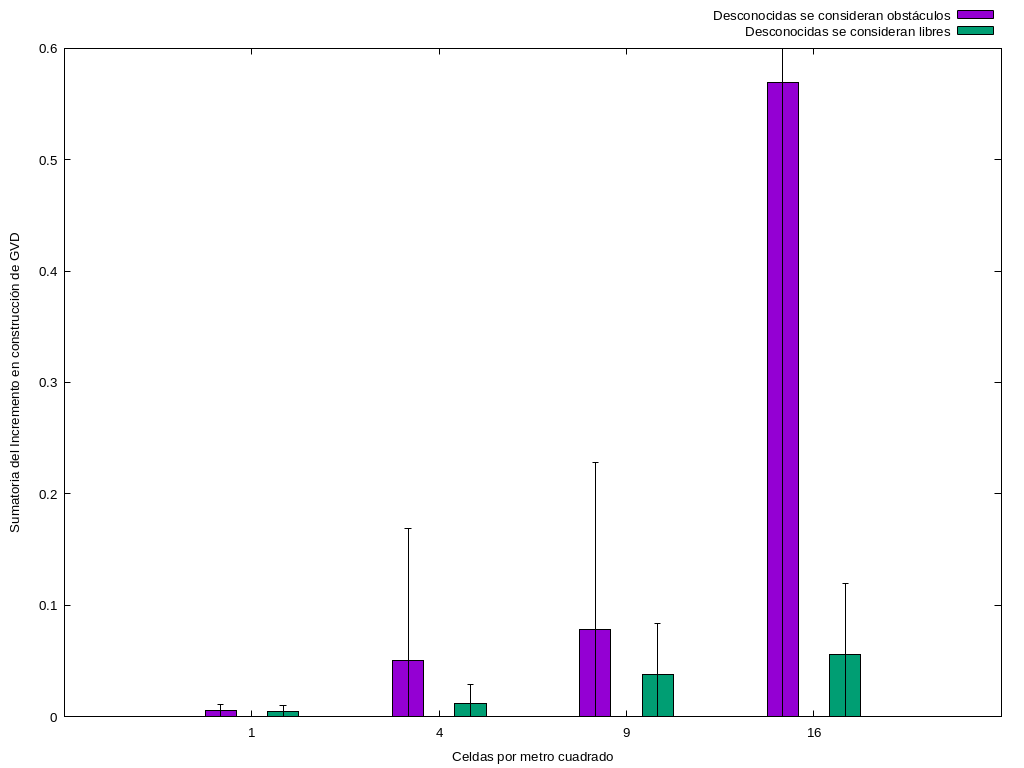 Desconocidas se consideran obstáculos
Desconocidas se consideran libres
0.6
0.5
0.4
0.3
0.2
0.1
0
Sumatoria del Incremento en construcción de GVD
1 4 9 16
Celdas por metro cuadrado